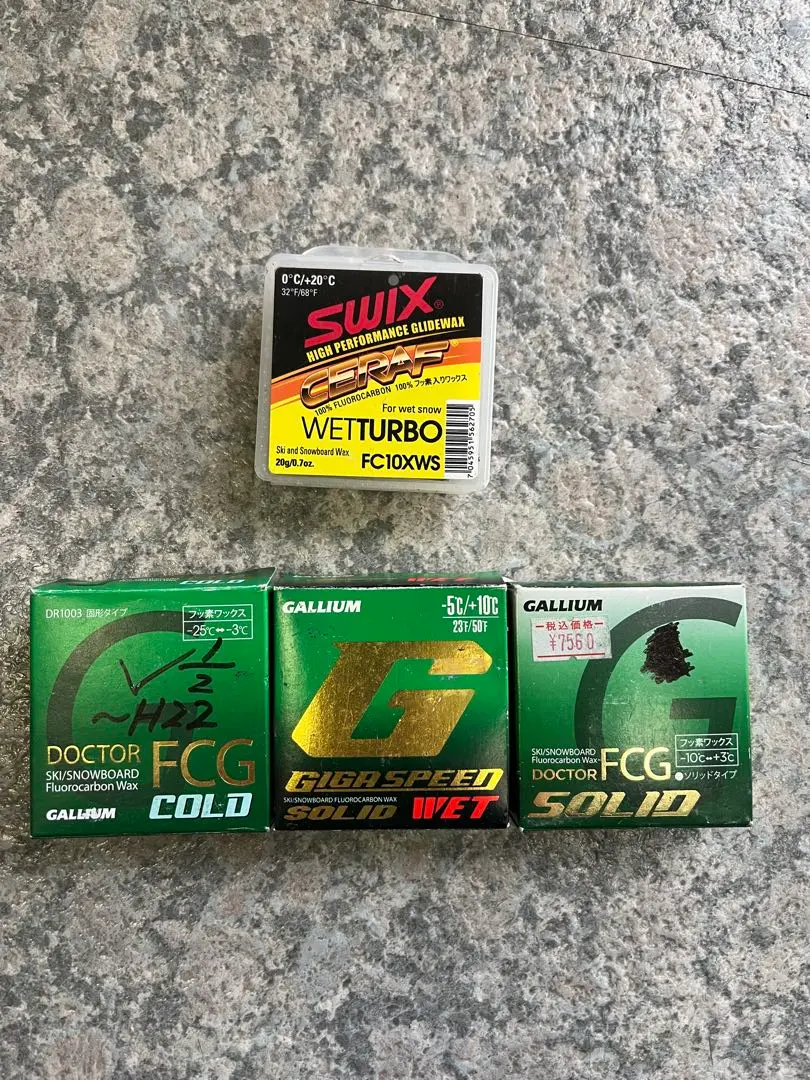 0°C/+20°C
32°F/68°F
SWIX®
HIGH PERFORMANCE GLIDEWAX
CERAF®
100% FLUOROCARBON 100%フッ素入りワックス
For wet snow
WETTURBO
Ski and Snowboard Wax
20g/0.7oz.
FC10XWS
7045951562705
COLD
DR1003 固形タイプ
フッ素ワックス
-25℃↔-3℃
✓ 1/2
~H22
DOCTOR FCG
SKI/SNOWBOARD
Fluorocarbon Wax
GALLIUM
COLD
WET
GALLIUM
-5℃/+10℃
23°F/50°F
G
GIGA SPEED
SKI/SNOWBOARD FLUOROCARBON WAX
SOLID WET
GALLIUM
税込価格
¥7560
G
SKI/SNOWBOARD
Fluorocarbon Wax
DOCTOR FCG
フッ素ワックス
-10℃↔+3℃
●ソリッドタイプ
SOLID